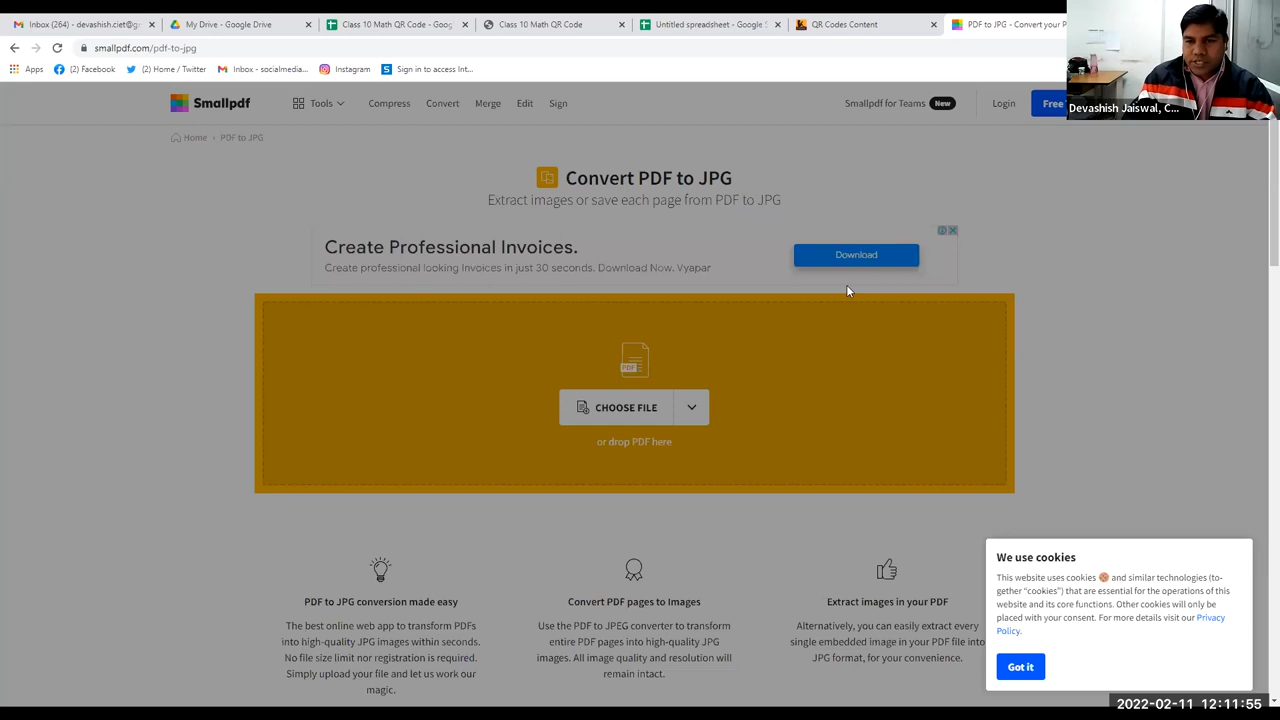 Inbox (264) - devashish.ciet@g
My Drive - Google Drive
Class 10 Math QR Code - Goog
Class 10 Math QR Code
Untitled spreadsheet - Google S
QR Codes Content
PDF to JPG - Convert your P
smallpdf.com/pdf-to-jpg
Apps
(2) Facebook
(2) Home / Twitter
Inbox - socialmedia...
Instagram
Sign in to access Int...
Devashish Jaiswal, C...
Smallpdf
Tools
Compress
Convert
Merge
Edit
Sign
Smallpdf for Teams
New
Login
Free
Home › PDF to JPG
Convert PDF to JPG
Extract images or save each page from PDF to JPG
Create Professional Invoices.
Create professional looking Invoices in just 30 seconds. Download Now. Vyapar
Download
PDF
CHOOSE FILE
or drop PDF here
PDF to JPG conversion made easy
The best online web app to transform PDFs
into high-quality JPG images within seconds.
No file size limit nor registration is required.
Simply upload your file and let us work our
magic.
Convert PDF pages to Images
Use the PDF to JPEG converter to transform
entire PDF pages into high-quality JPG
images. All image quality and resolution will
remain intact.
Extract images in your PDF
Alternatively, you can easily extract every
single embedded image in your PDF file into
JPG format, for your convenience.
We use cookies
This website uses cookies 🍪 and similar technologies (to-
gether “cookies”) that are essential for the operations of this
website and its core functions. Other cookies will only be
placed with your consent. For more details visit our Privacy
Policy.
Got it
2022-02-11 12:11:55